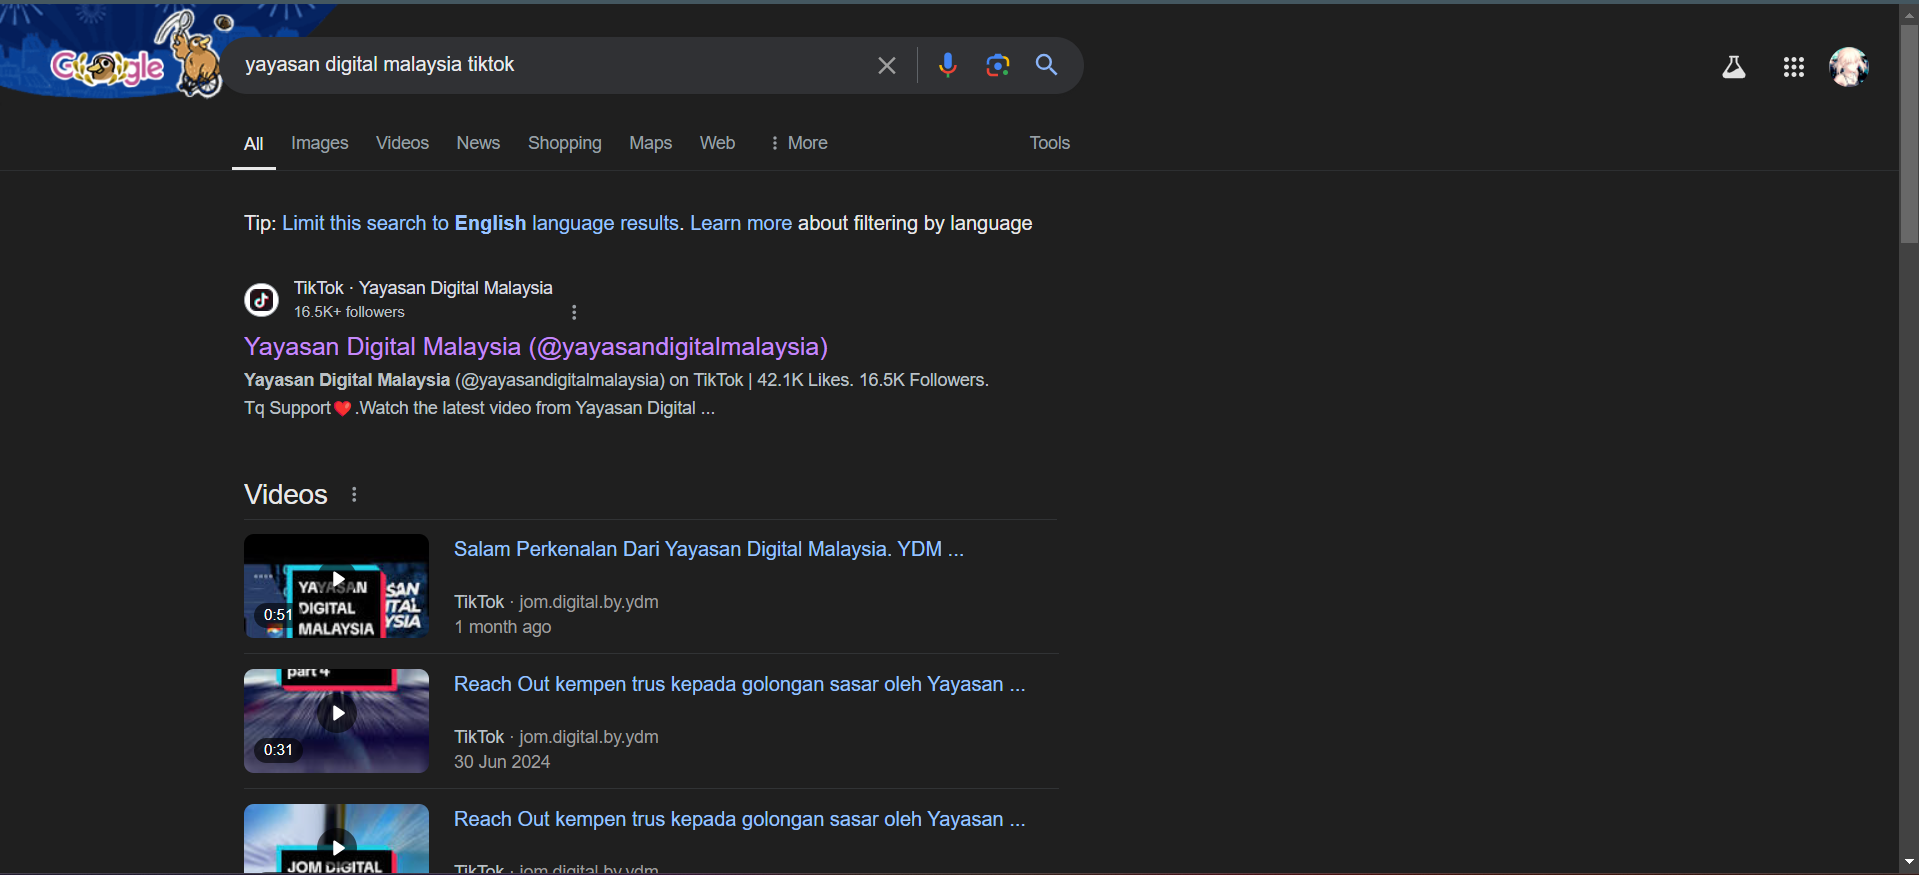 Google
yayasan digital malaysia tiktok
All Images Videos News Shopping Maps Web More Tools
Tip: Limit this search to English language results. Learn more about filtering by language
TikTok · Yayasan Digital Malaysia
16.5K+ followers
Yayasan Digital Malaysia (@yayasandigitalmalaysia)
Yayasan Digital Malaysia (@yayasandigitalmalaysia) on TikTok | 42.1K Likes. 16.5K Followers.
Tq Support❤️.Watch the latest video from Yayasan Digital ...
Videos
YAYASAN
DIGITAL
MALAYSIA
0:51
Salam Perkenalan Dari Yayasan Digital Malaysia. YDM ...
TikTok · jom.digital.by.ydm
1 month ago
part 4
0:31
Reach Out kempen trus kepada golongan sasar oleh Yayasan ...
TikTok · jom.digital.by.ydm
30 Jun 2024
JOM DIGITAL
Reach Out kempen trus kepada golongan sasar oleh Yayasan ...
TikTok · jom.digital.by.ydm